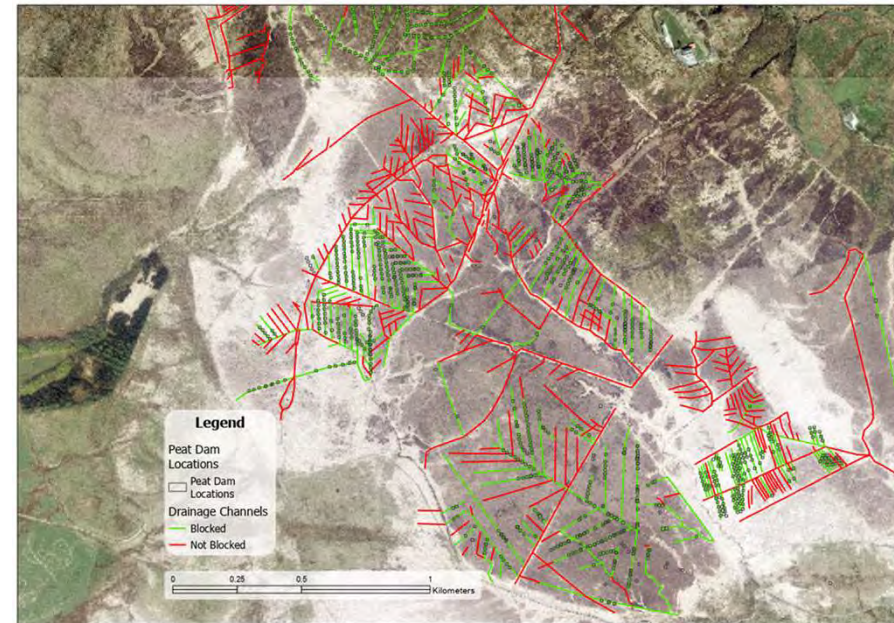 Legend
Peat Dam
Locations
Peat Dam
Locations
Drainage Channels
Blocked
Not Blocked
0 0.25 0.5 1
Kilometers